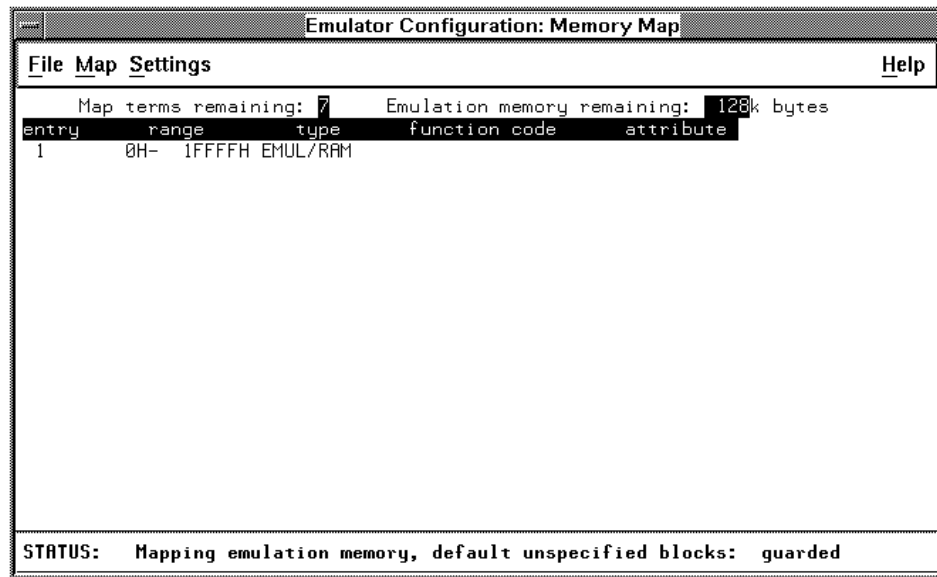 Emulator Configuration: Memory Map
File Map Settings Help
Map terms remaining: 7 Emulation memory remaining: 128k bytes
entry range type function code attribute
1 0H- 1FFFFH EMUL/RAM
STATUS: Mapping emulation memory, default unspecified blocks: guarded